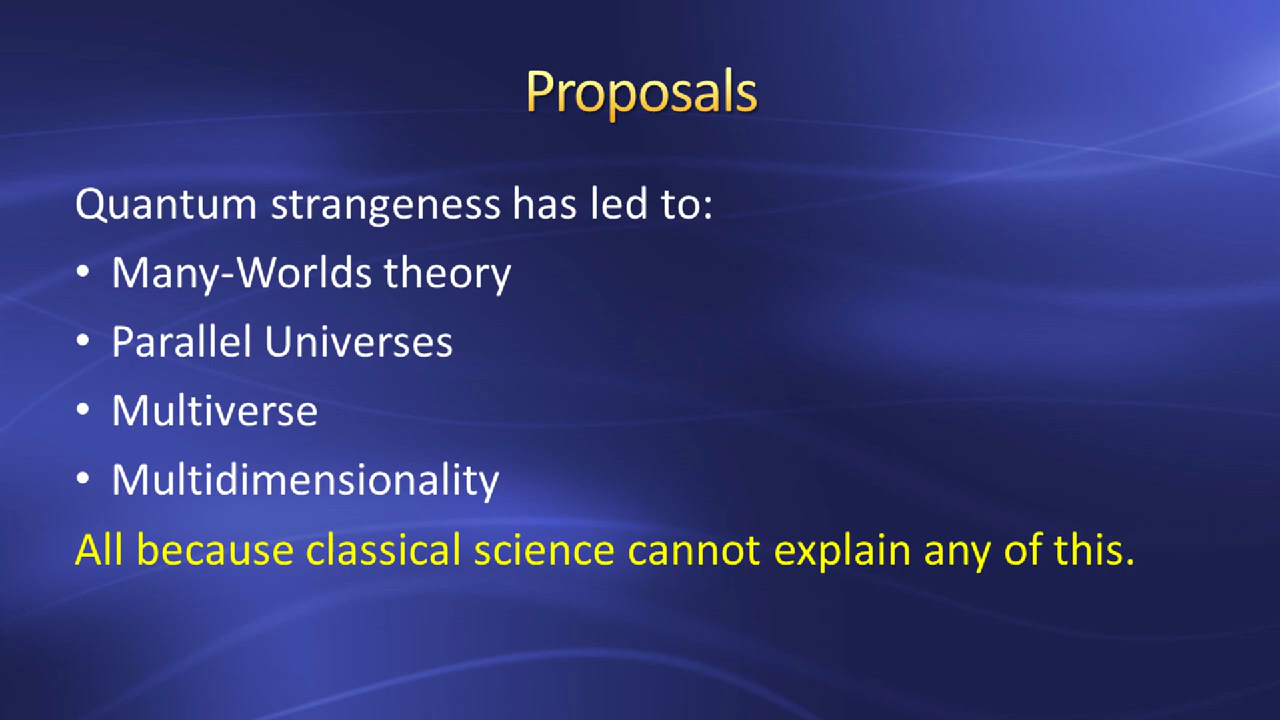 Proposals
Quantum strangeness has led to:
• Many-Worlds theory
• Parallel Universes
• Multiverse
• Multidimensionality
All because classical science cannot explain any of this.